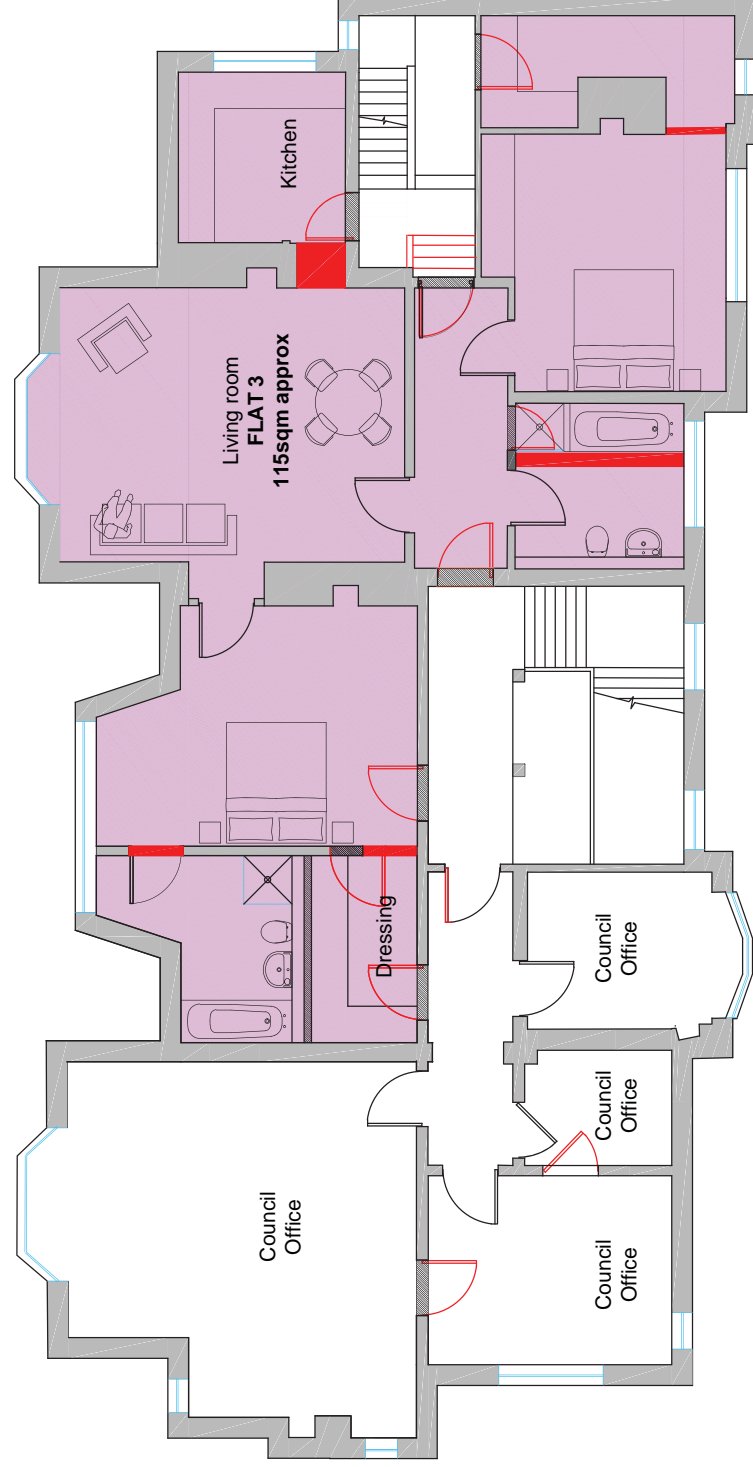 Kitchen
Living room
FLAT 3
115sqm approx
Dressing
Council
Office
Council
Office
Council
Office
Council
Office